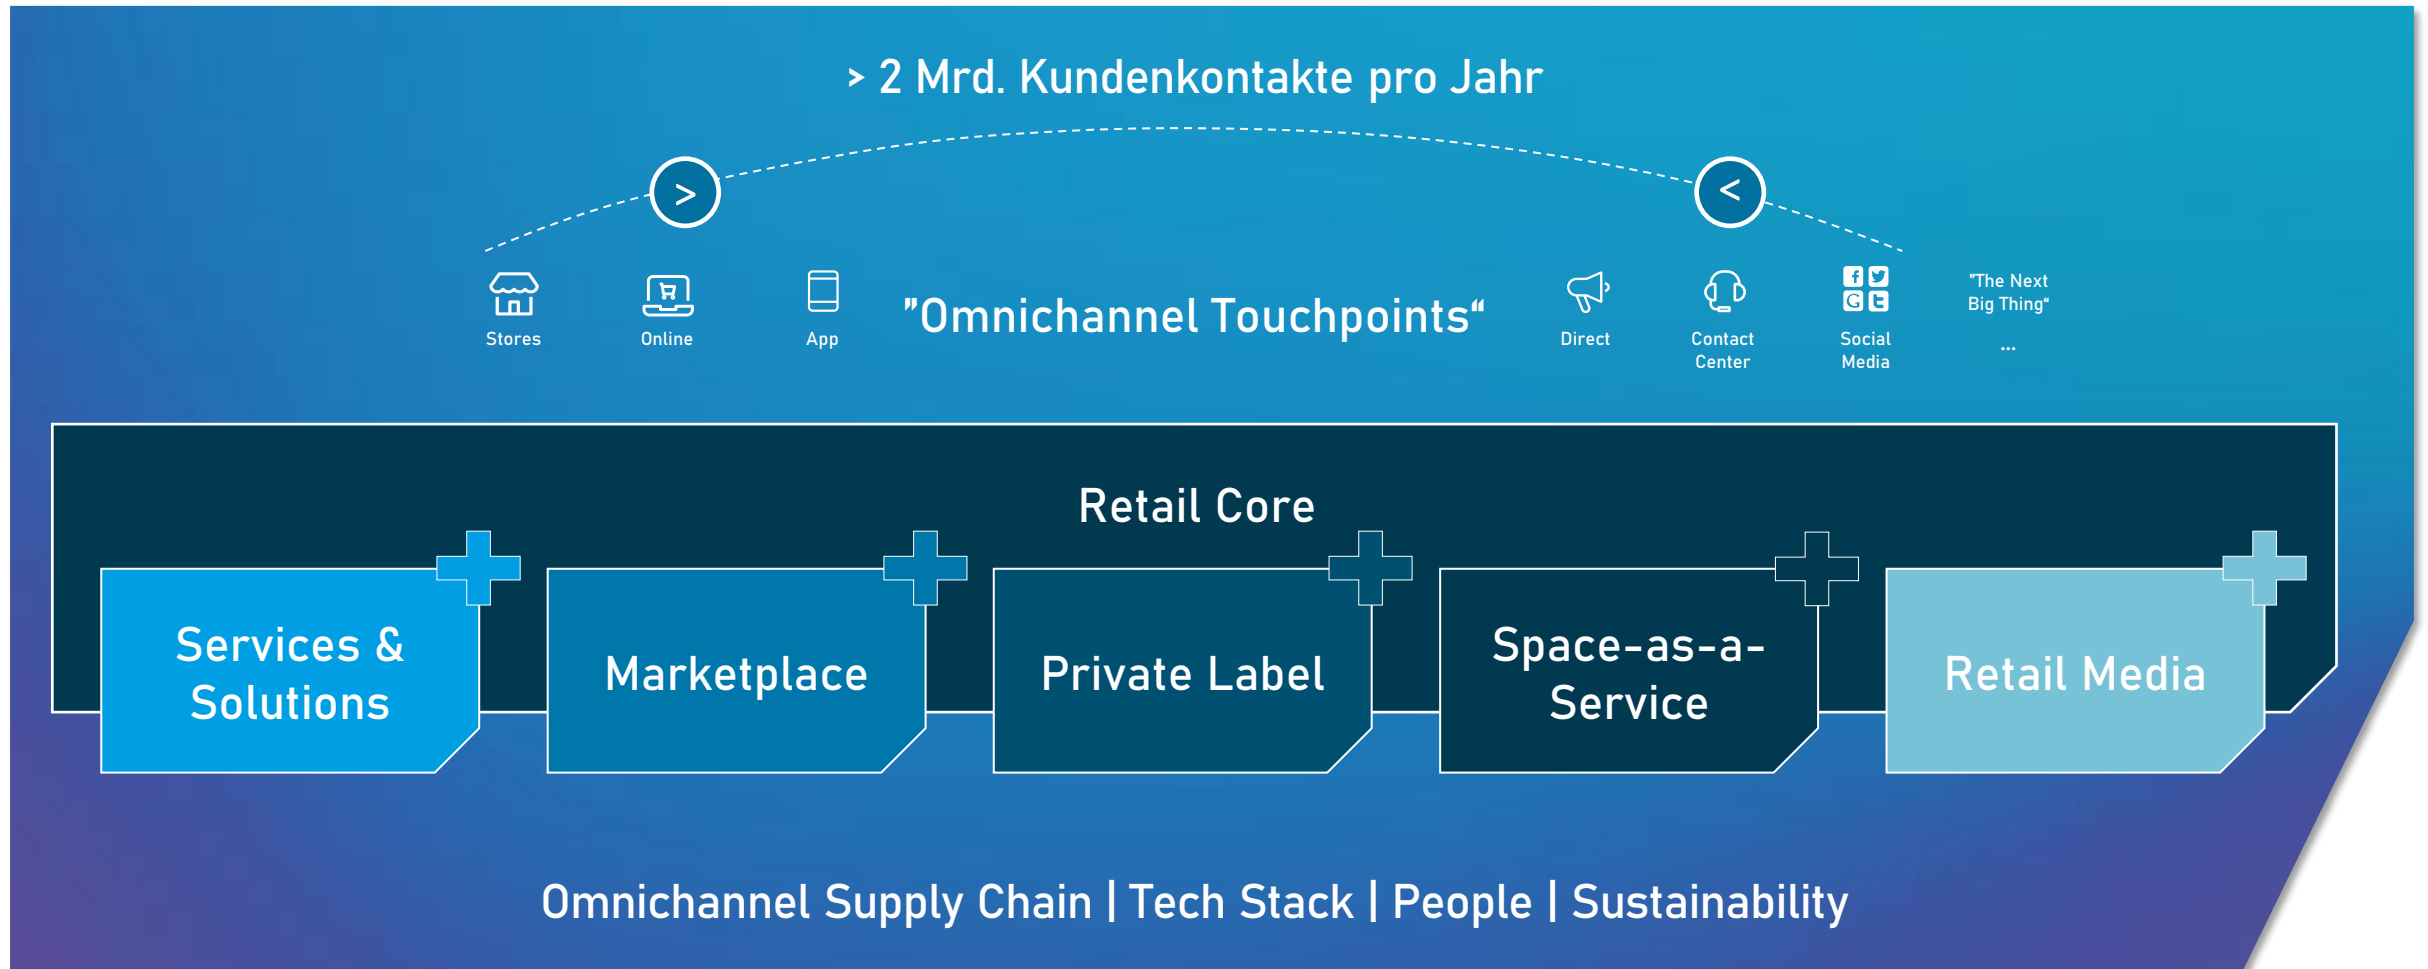 > 2 Mrd. Kundenkontakte pro Jahr
>
<
Stores
Online
App
"Omnichannel Touchpoints“
Direct
Contact
Center
Social
Media
"The Next
Big Thing“
...
Retail Core
Services &
Solutions
Marketplace
Private Label
Space-as-a-
Service
Retail Media
Omnichannel Supply Chain | Tech Stack | People | Sustainability